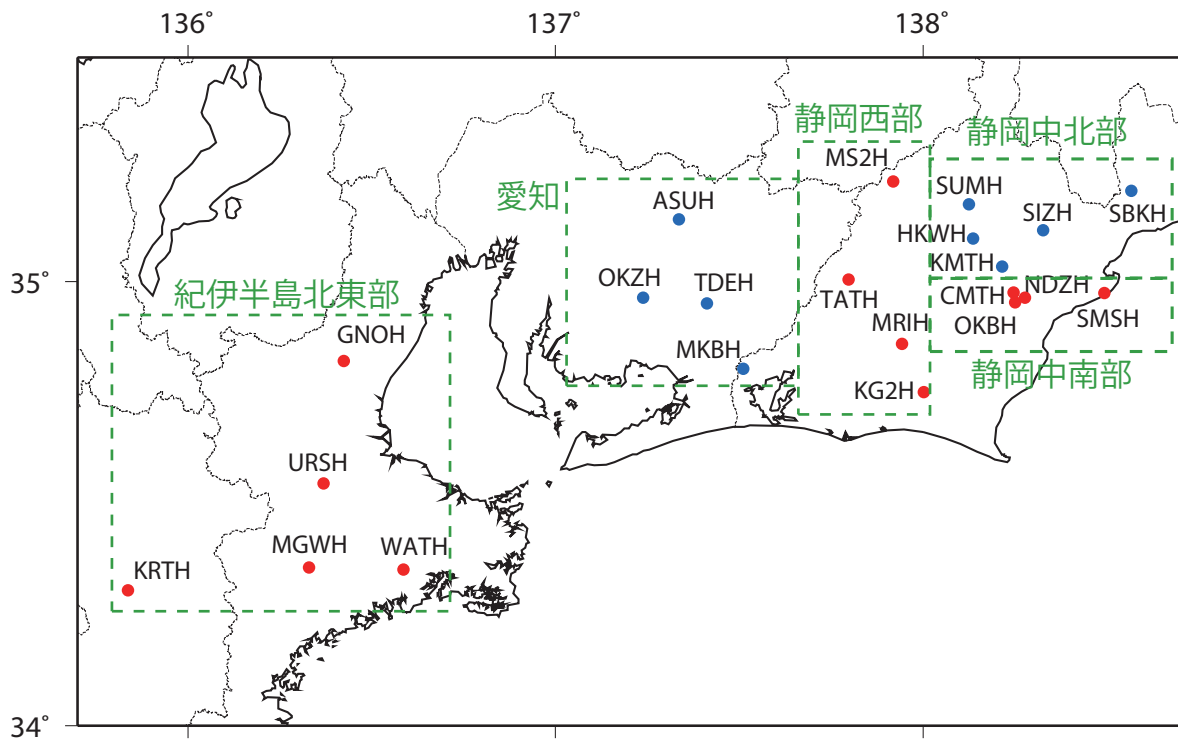 136°
137°
138°
静岡西部
静岡中北部
MS2H
愛知
ASUH
SUMH
SIZH
SBKH
HKWH
KMTH
35°
紀伊半島北東部
OKZH
TDEH
TATH
CMTH
NDZH
GNOH
MRIH
OKBH
SMSH
MKBH
静岡中南部
KG2H
URSH
MGWH
WATH
KRTH
34°